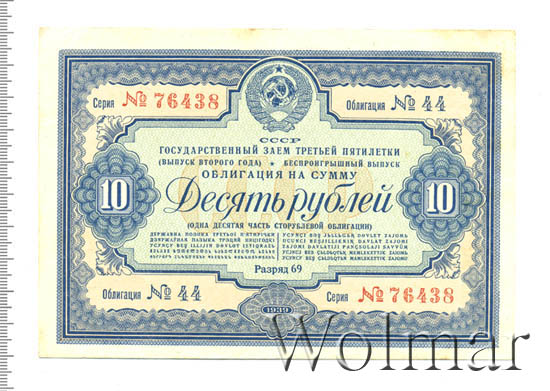 Серия № 76438 Облигация № 44
СССР
ГОСУДАРСТВЕННЫЙ ЗАЕМ ТРЕТЬЕЙ ПЯТИЛЕТКИ
(ВЫПУСК ВТОРОГО ГОДА) ★ БЕСПРОИГРЫШНЫЙ ВЫПУСК
ОБЛИГАЦИЯ НА СУММУ
10 Десять рублей 10
(ОДНА ДЕСЯТАЯ ЧАСТЬ СТОРУБЛЕВОЙ ОБЛИГАЦИИ)
Разряд 69
Облигация № 44 Серия № 76438
1939
Wolmar